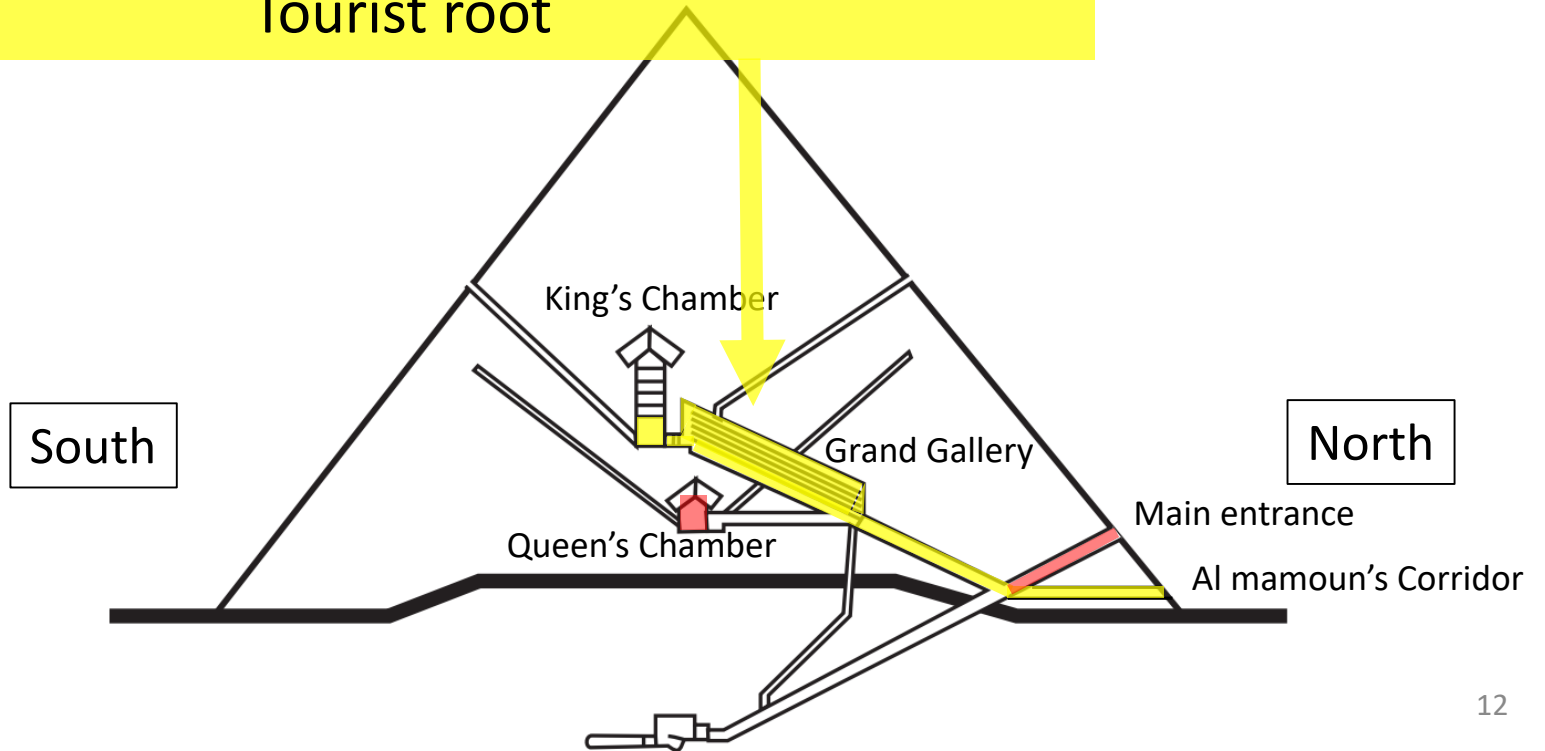 Tourist root
King’s Chamber
South
Grand Gallery
North
Main entrance
Queen’s Chamber
Al mamoun’s Corridor
12